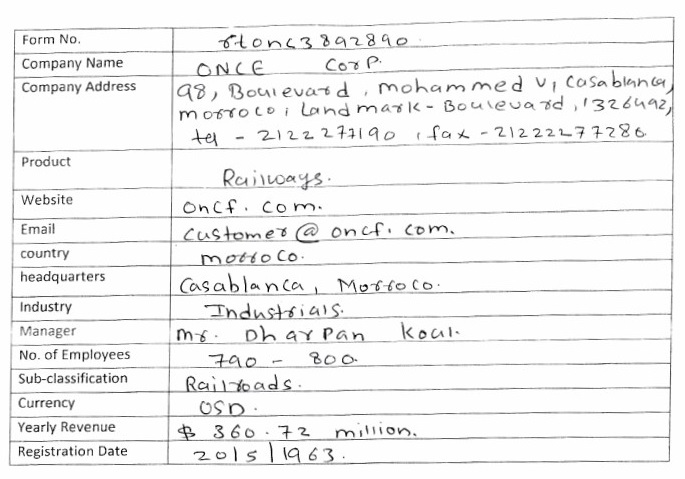 Form No. rtonc3892890.
Company Name ONCE Corp.
Company Address 98, Boulevard, mohammed v, Casablanca,
morroco, Landmark-Boulevard, 1326492,
tel - 2122277190, fax - 21222277286
Product Railways.
Website oncf.com.
Email customer@oncf.com.
country morroco.
headquarters Casablanca, Morroco.
Industry Industrials.
Manager mr. Dharpan Koul.
No. of Employees 790 - 800.
Sub-classification Railroads.
Currency USD.
Yearly Revenue $ 360.72 million.
Registration Date 2015/1963.